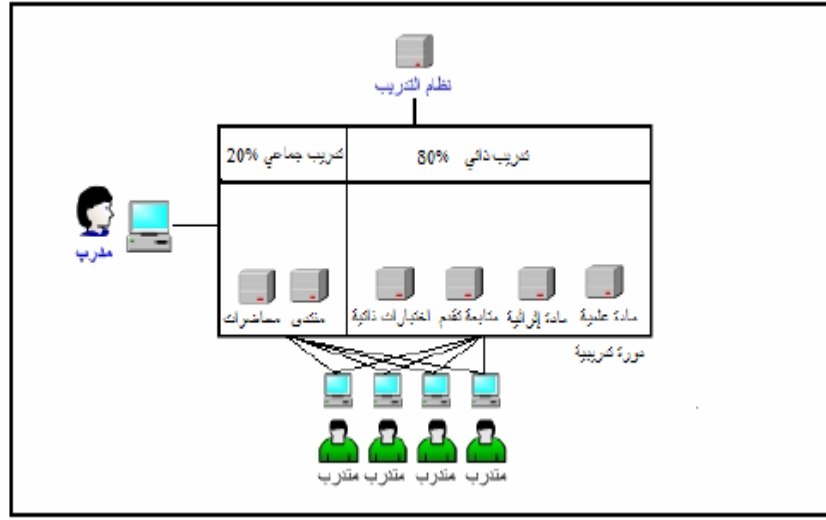 نظام التدريب
تدريب ذاتي 80%
تدريب جماعي 20%
مدرب
مادة علمية
مادة إثرائية
متابعة تقدم
اختبارات ذاتية
منتدى
محاضرات
دورة تدريبية
متدرب
متدرب
متدرب
متدرب